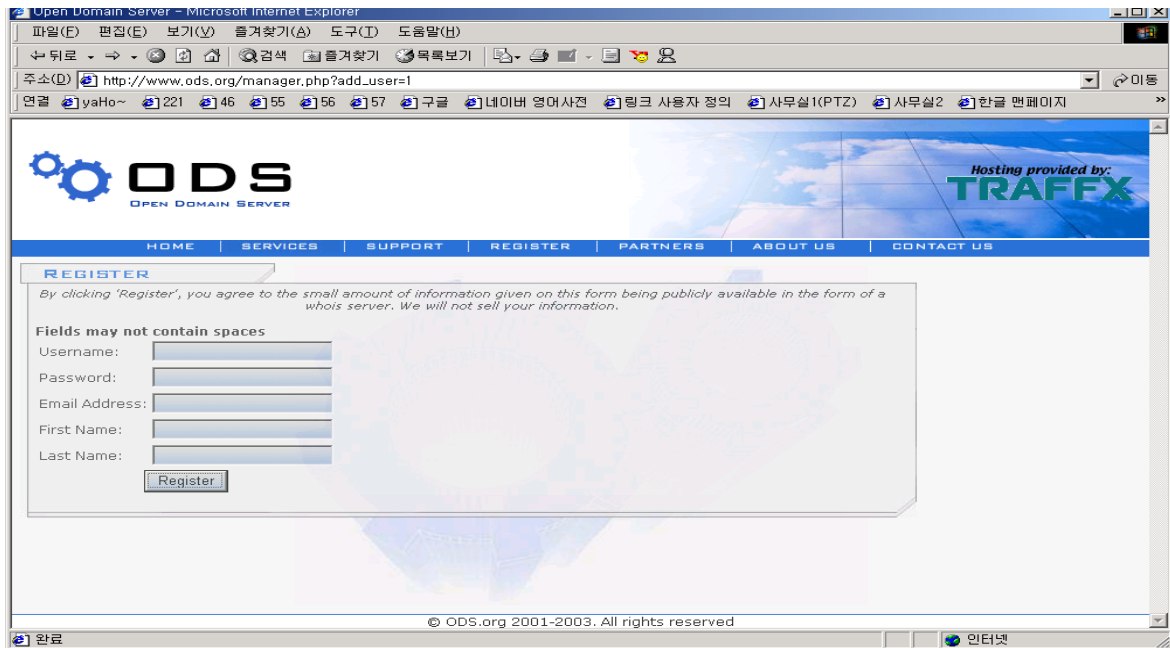 Open Domain Server - Microsoft Internet Explorer
파일(F) 편집(E) 보기(V) 즐겨찾기(A) 도구(T) 도움말(H)
뒤로 검색 즐겨찾기 목록보기
주소(D) http://www.ods.org/manager.php?add_user=1 이동
연결 yaHo~ 221 46 55 56 57 구글 네이버 영어사전 링크 사용자 정의 사무실1(PTZ) 사무실2 한글 맨페이지 »
ODS
OPEN DOMAIN SERVER
Hosting provided by:
TRAFFX
HOME | SERVICES | SUPPORT | REGISTER | PARTNERS | ABOUT US | CONTACT US
REGISTER
By clicking 'Register', you agree to the small amount of information given on this form being publicly available in the form of a
whois server. We will not sell your information.
Fields may not contain spaces
Username:
Password:
Email Address:
First Name:
Last Name:
Register
© ODS.org 2001-2003. All rights reserved
완료 인터넷